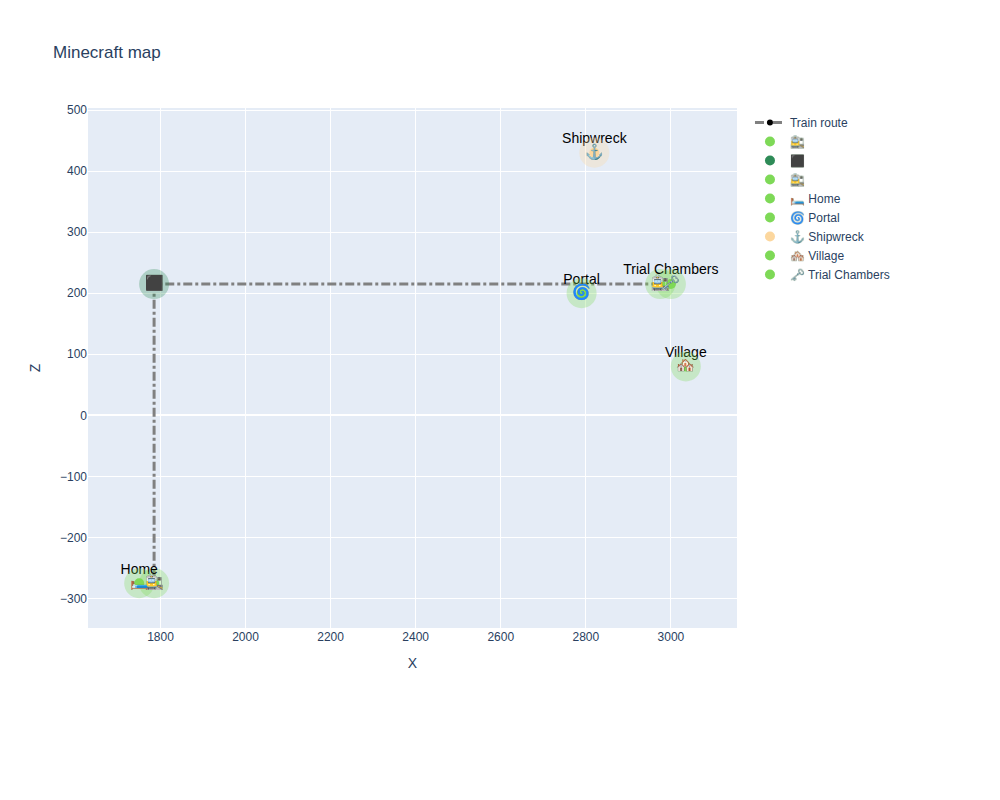 Minecraft map
500
400
300
200
100
0
−100
−200
−300
Z
Shipwreck
Trial Chambers
Portal
Village
Home
1800
2000
2200
2400
2600
2800
3000
X
Train route
🚉
⬛
🚉
🛏️ Home
🌀 Portal
⚓ Shipwreck
🏘️ Village
🗝️ Trial Chambers